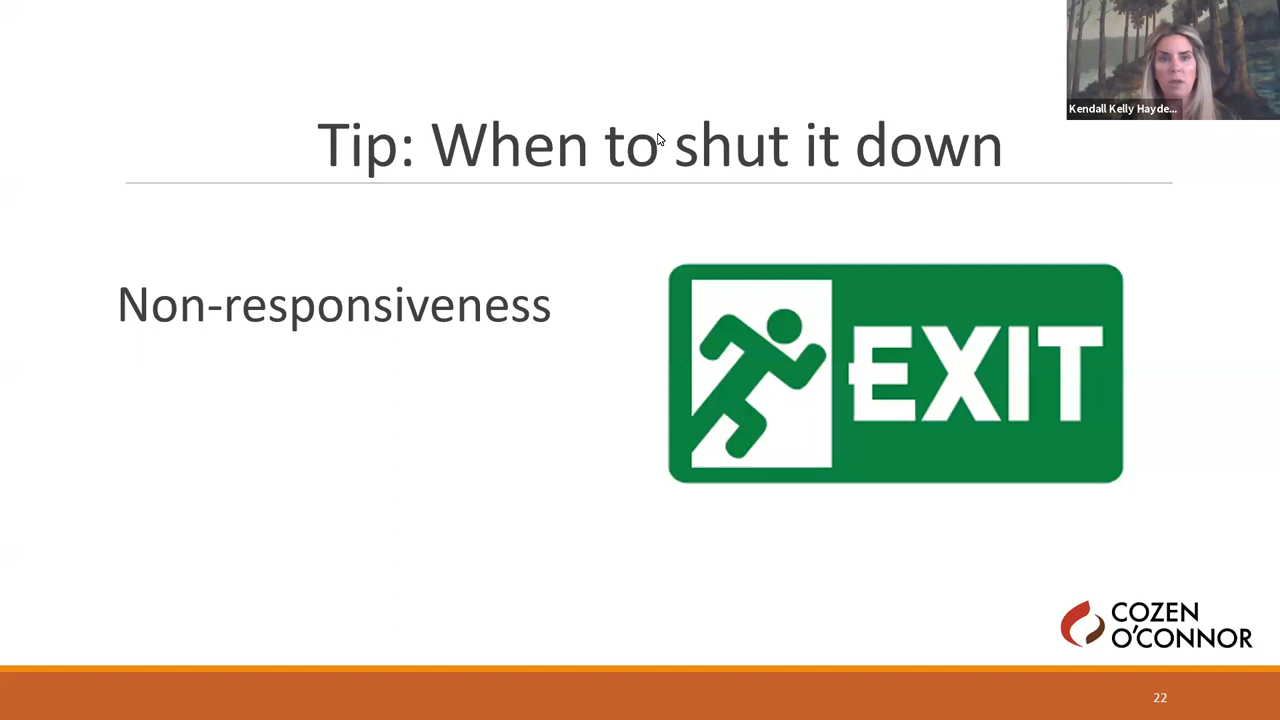 Kendall Kelly Hayde...
Tip: When to shut it down
Non-responsiveness
EXIT
COZEN
O'CONNOR
22